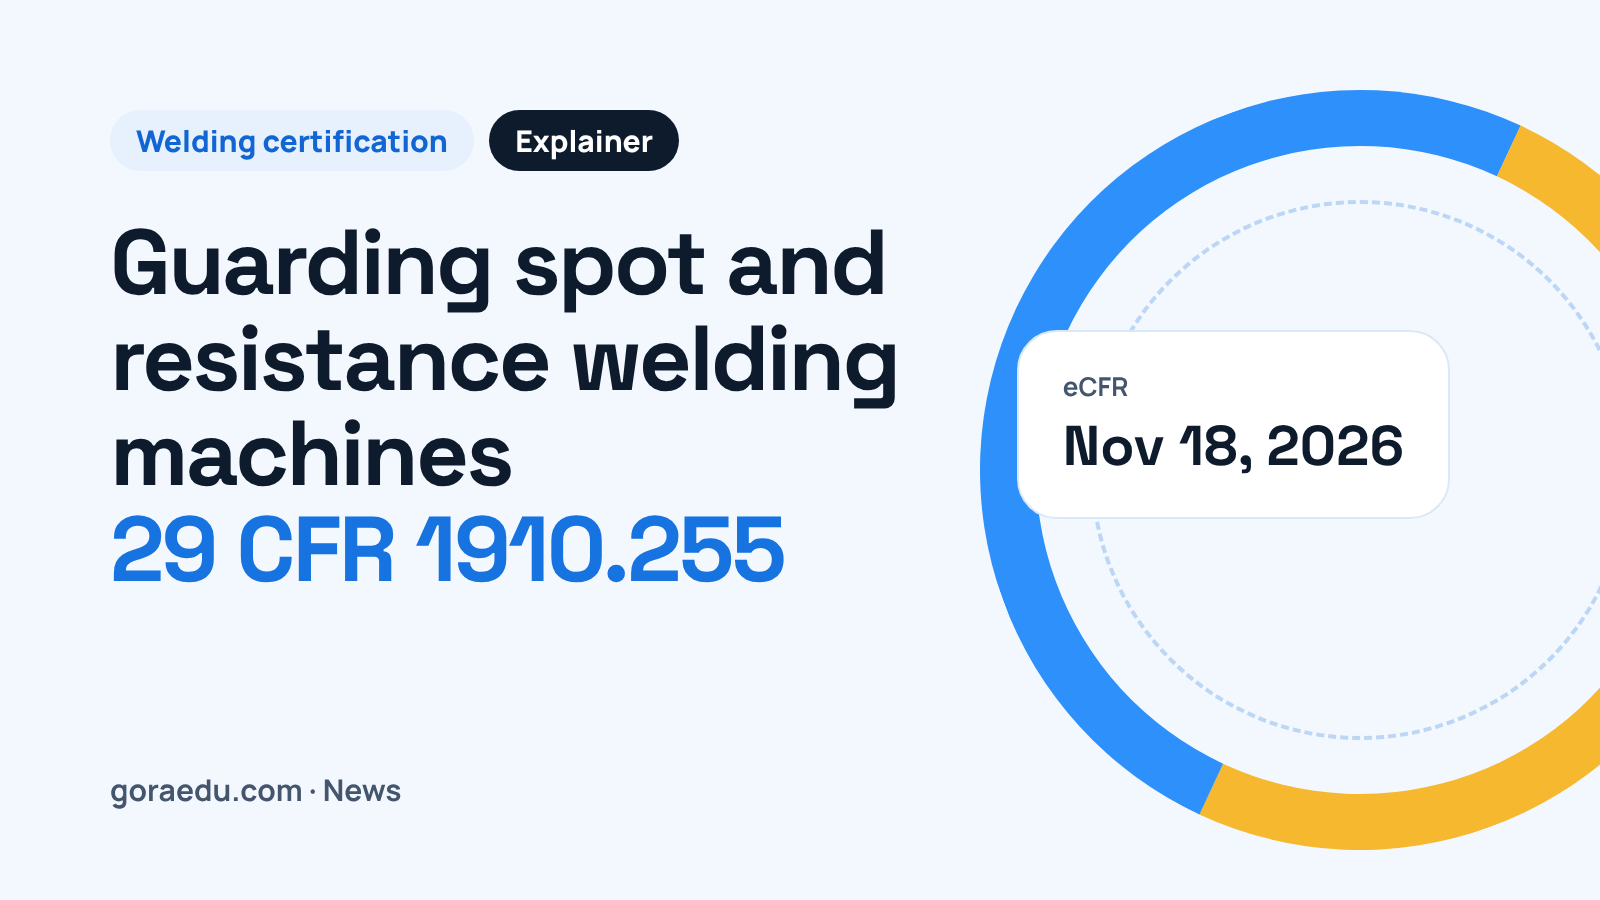 Welding certification
Explainer
Guarding spot and
resistance welding
machines
29 CFR 1910.255
eCFR
Nov 18, 2026
goraedu.com · News